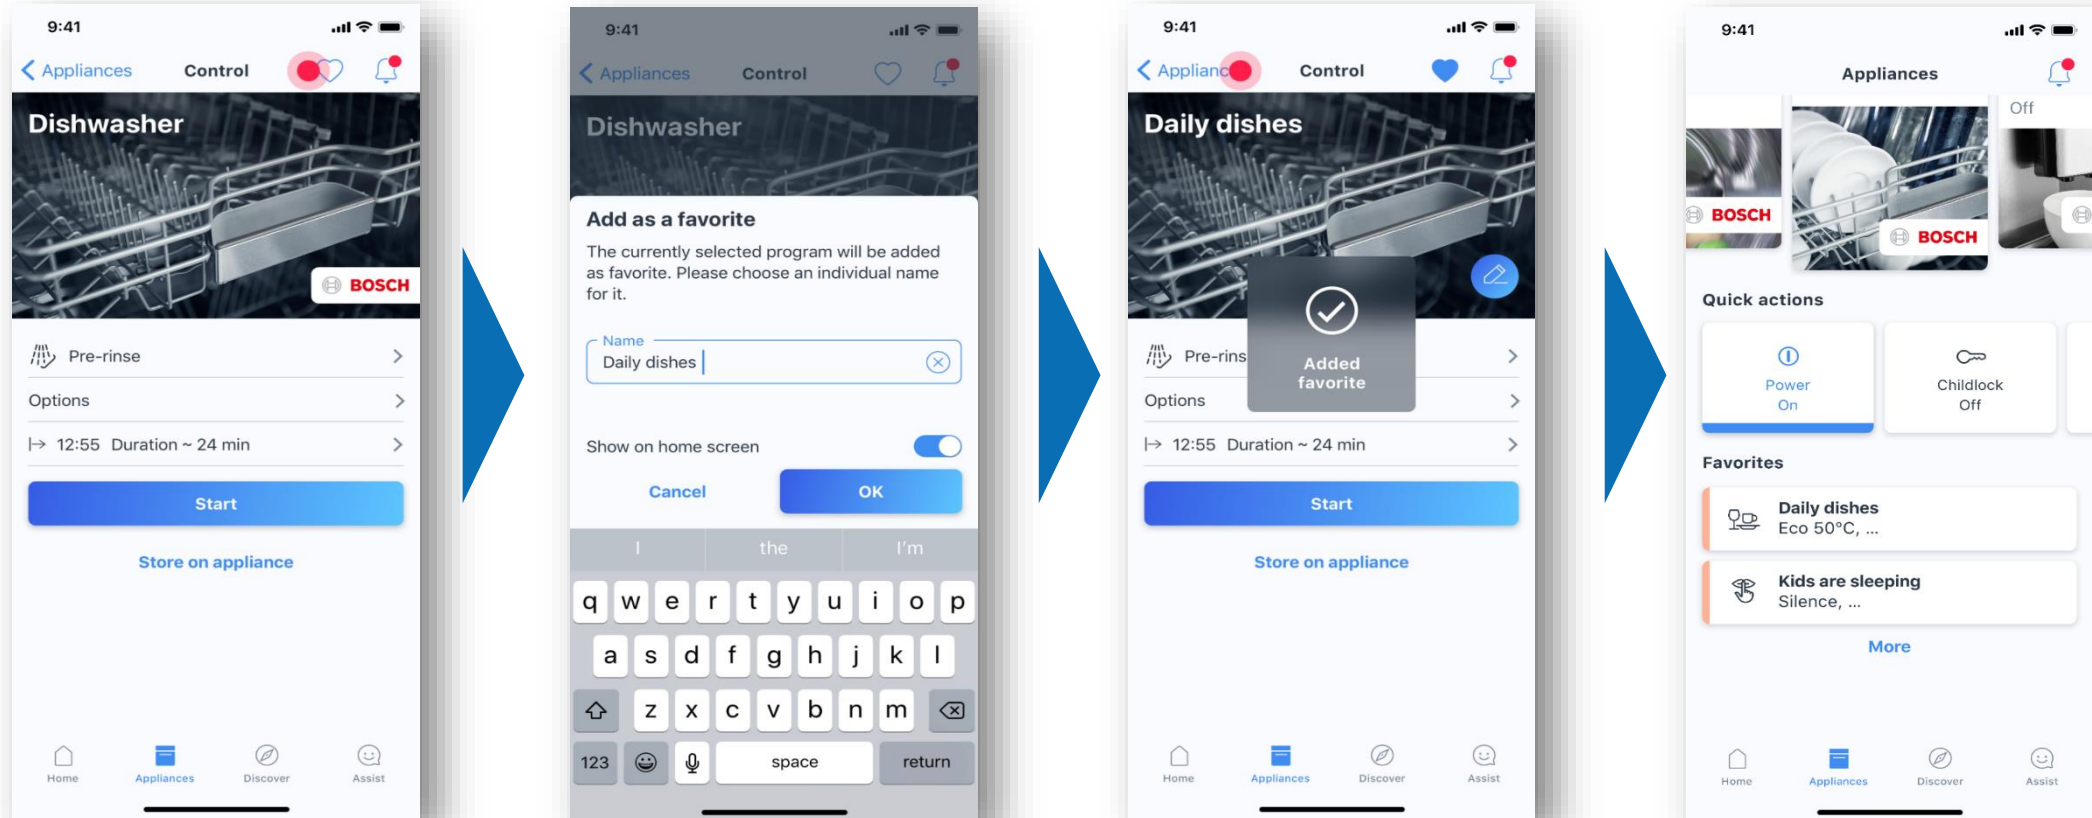 9:41
Appliances
Control
Dishwasher
BOSCH
Pre-rinse
Options
12:55 Duration ~ 24 min
Start
Store on appliance
Home
Appliances
Discover
Assist
9:41
Appliances
Control
Dishwasher
Add as a favorite
The currently selected program will be added
as favorite. Please choose an individual name
for it.
Name
Daily dishes
Show on home screen
Cancel
OK
I the I'm
q w e r t y u i o p
a s d f g h j k l
z x c v b n m
123 space return
9:41
Control
Daily dishes
Added
favorite
Options
12:55 Duration ~ 24 min
Start
Store on appliance
Home
Appliances
Discover
Assist
9:41
Appliances
Off
BOSCH
BOSCH
Quick actions
Power
On
Childlock
Off
Favorites
Daily dishes
Eco 50°C, ...
Kids are sleeping
Silence, ...
More
Home
Appliances
Discover
Assist